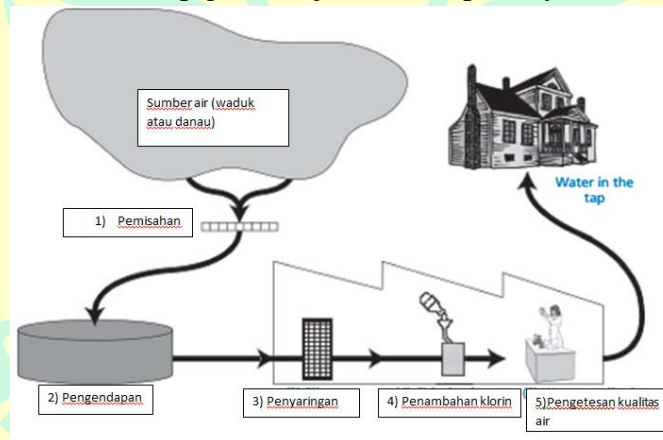 Sumber air (waduk
atau danau)
Water in the
tap
1) Pemisahan
2) Pengendapan
3) Penyaringan
4) Penambahan klorin
5)Pengetesan kualitas
air